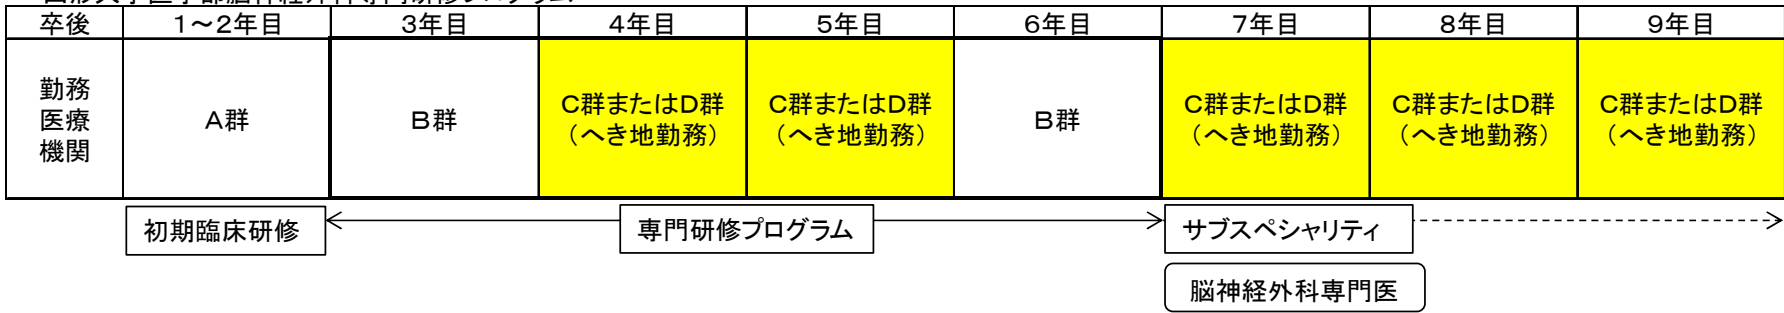 卒後 1~2年目 3年目 4年目 5年目 6年目 7年目 8年目 9年目
勤務
医療
機関
A群
B群
C群またはD群
(へき地勤務)
C群またはD群
(へき地勤務)
B群
C群またはD群
(へき地勤務)
C群またはD群
(へき地勤務)
C群またはD群
(へき地勤務)
初期臨床研修
専門研修プログラム
サブスペシャリティ
脳神経外科専門医